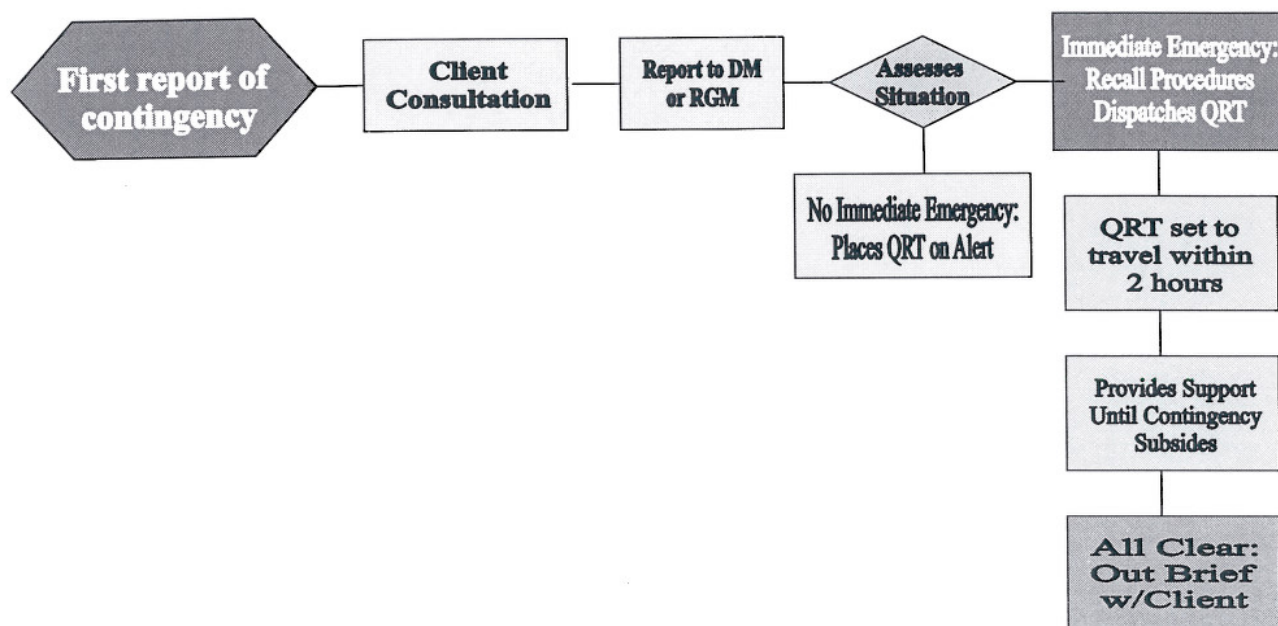 First report of
contingency
Client
Consultation
Report to DM
or RGM
Assesses
Situation
Immediate Emergency:
Recall Procedures
Dispatches QRT
No Immediate Emergency:
Places QRT on Alert
QRT set to
travel within
2 hours
Provides Support
Until Contingency
Subsides
All Clear:
Out Brief
w/Client